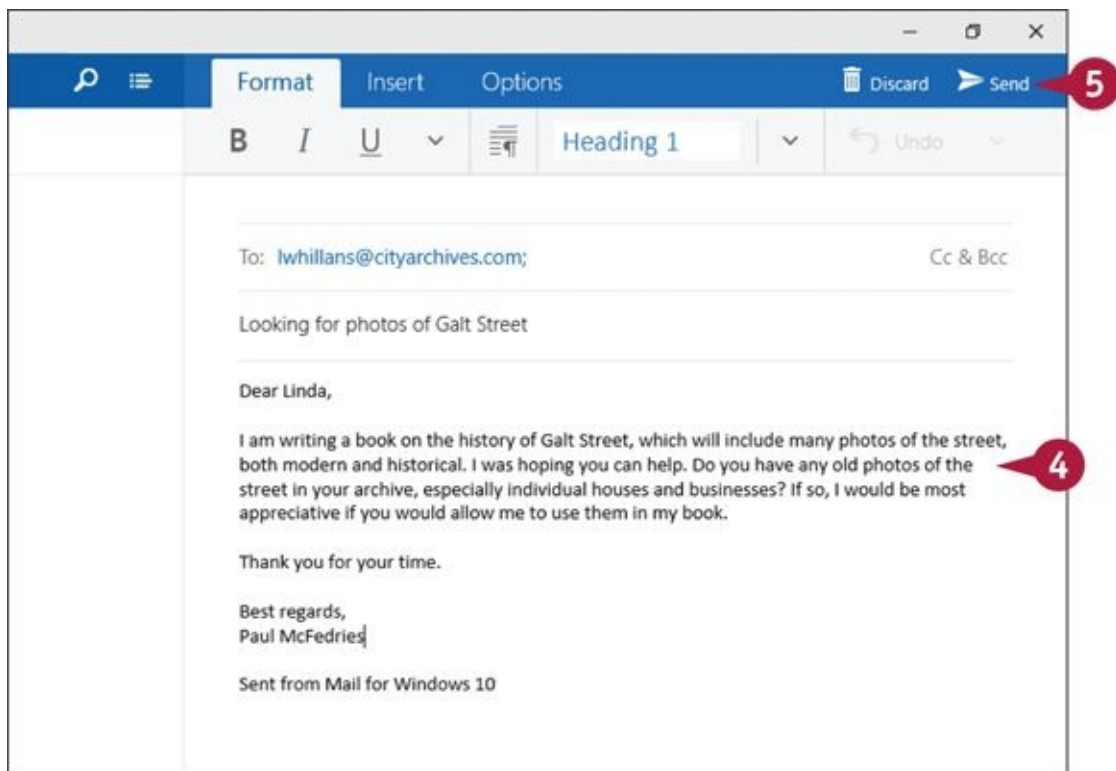 Format Insert Options Discard Send 5
B I U Heading 1 Undo
To: lwhillans@cityarchives.com; Cc & Bcc
Looking for photos of Galt Street
Dear Linda,
I am writing a book on the history of Galt Street, which will include many photos of the street,
both modern and historical. I was hoping you can help. Do you have any old photos of the 4
street in your archive, especially individual houses and businesses? If so, I would be most
appreciative if you would allow me to use them in my book.
Thank you for your time.
Best regards,
Paul McFedries
Sent from Mail for Windows 10